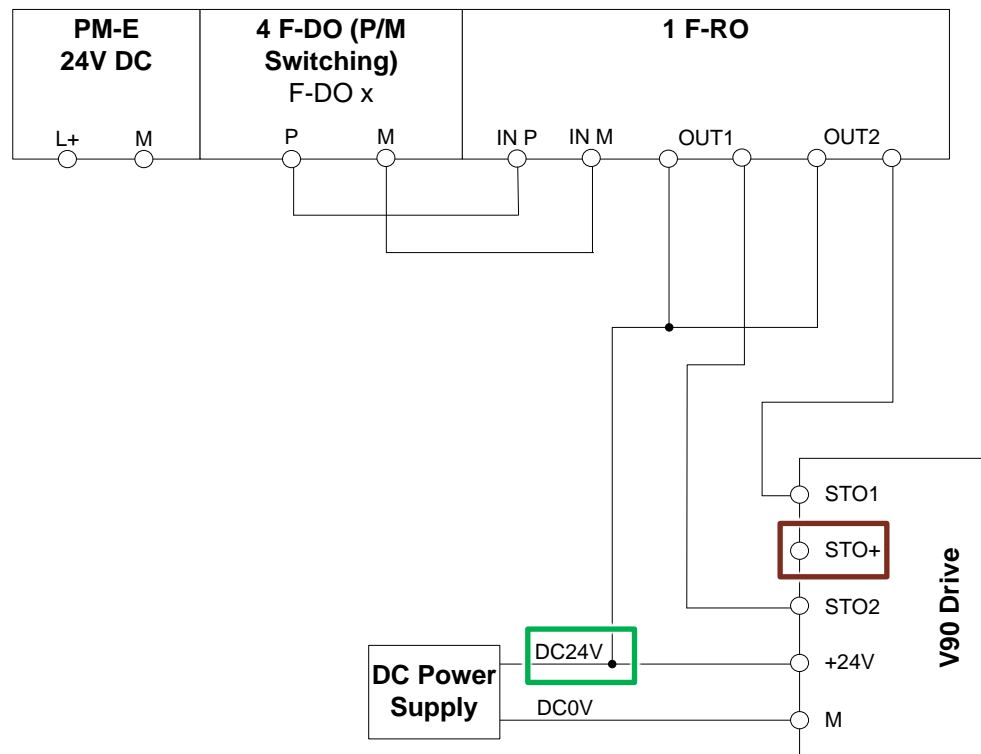 PM-E
24V DC
4 F-DO (P/M
Switching)
F-DO x
1 F-RO
L+
M
P
M
IN P
IN M
OUT1
OUT2
STO1
STO+
STO2
+24V
M
V90 Drive
DC Power
Supply
DC24V
DC0V